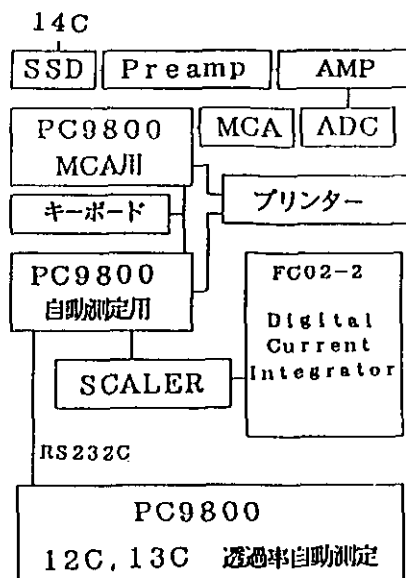 14C
SSD Preamp AMP
PC9800 MCA ADC
MCA用
プリンター
キーボード
PC9800 FC02-2
自動測定用
Digital
Current
SCALER Integrator
RS232C
PC9800
12C, 13C 透過率自動測定